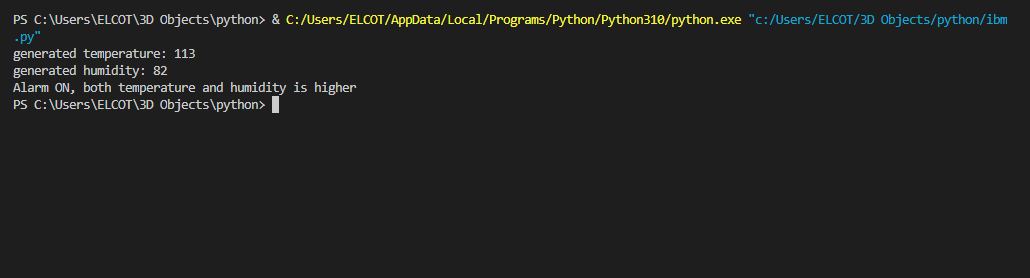 PS C:\Users\ELCOT\3D Objects\python> & C:/Users/ELCOT/AppData/Local/Programs/Python/Python310/python.exe "c:/Users/ELCOT/3D Objects/python/ibm
.py"
generated temperature: 113
generated humidity: 82
Alarm ON, both temperature and humidity is higher
PS C:\Users\ELCOT\3D Objects\python>